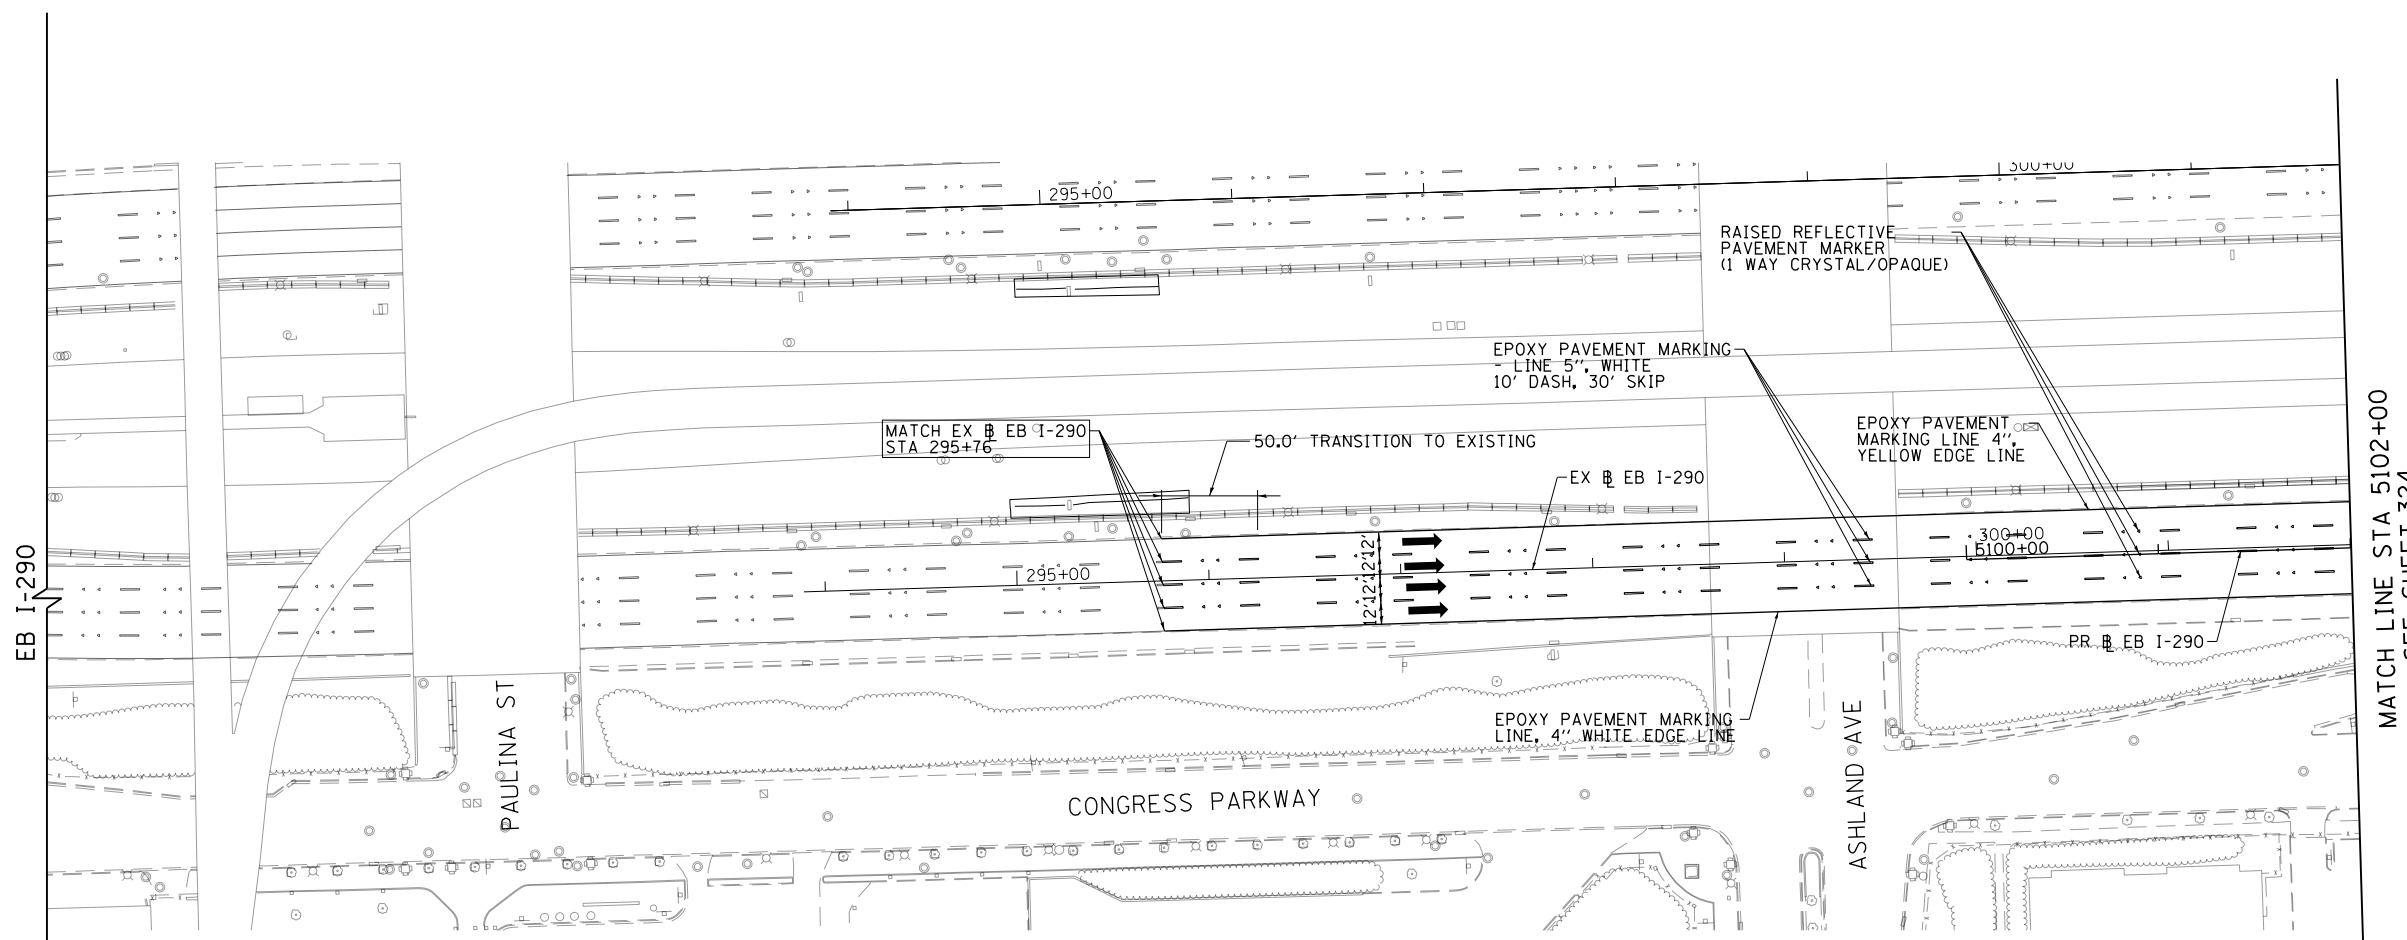 300+00
295+00
RAISED REFLECTIVE
PAVEMENT MARKER
(1 WAY CRYSTAL/OPAQUE)
EPOXY PAVEMENT MARKING
- LINE 5", WHITE
10' DASH, 30' SKIP
MATCH EX BL EB I-290
STA 295+76
50.0' TRANSITION TO EXISTING
EPOXY PAVEMENT
MARKING LINE 4",
YELLOW EDGE LINE
EX BL EB I-290
EB I-290
295+00
12' 12' 12' 12'
300+00
5100+00
PR BL EB I-290
MATCH LINE STA 5102+00
EPOXY PAVEMENT MARKING
LINE, 4" WHITE EDGE LINE
PAULINA ST
CONGRESS PARKWAY
ASHLAND AVE